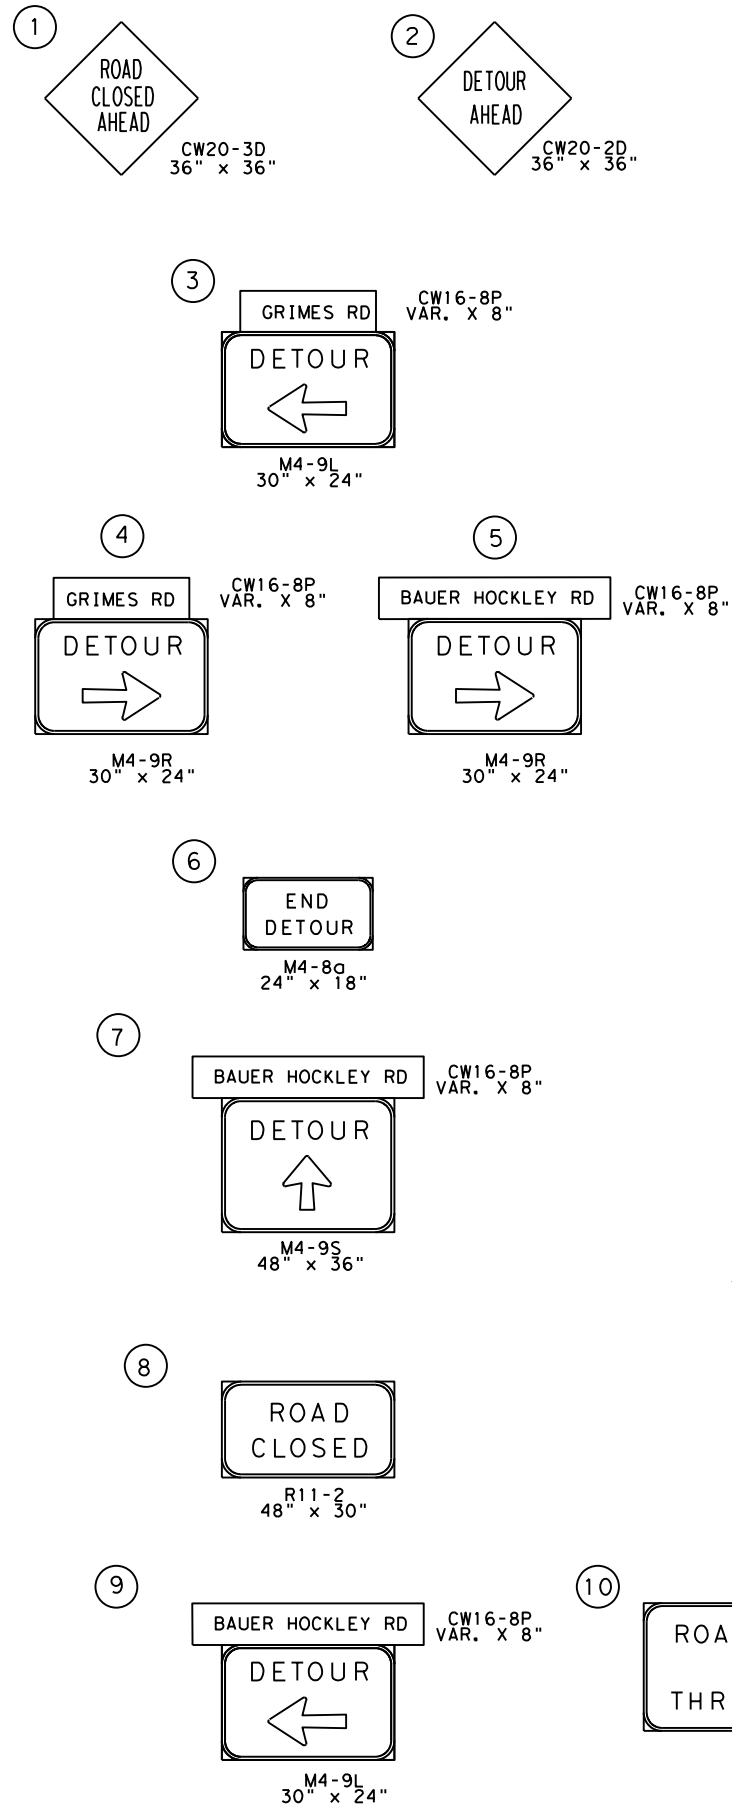 1
ROAD
CLOSED
AHEAD
CW20-3D
36" x 36"
2
DETOUR
AHEAD
CW20-2D
36" x 36"
3
GRIMES RD
CW16-8P
VAR. X 8"
DETOUR
M4-9L
30" x 24"
4
GRIMES RD
CW16-8P
VAR. X 8"
DETOUR
M4-9R
30" x 24"
5
BAUER HOCKLEY RD
CW16-8P
VAR. X 8"
DETOUR
M4-9R
30" x 24"
6
END
DETOUR
M4-8a
24" x 18"
7
BAUER HOCKLEY RD
CW16-8P
VAR. X 8"
DETOUR
M4-9S
48" x 36"
8
ROAD
CLOSED
R11-2
48" x 30"
9
BAUER HOCKLEY RD
CW16-8P
VAR. X 8"
DETOUR
M4-9L
30" x 24"
10
ROA
THR